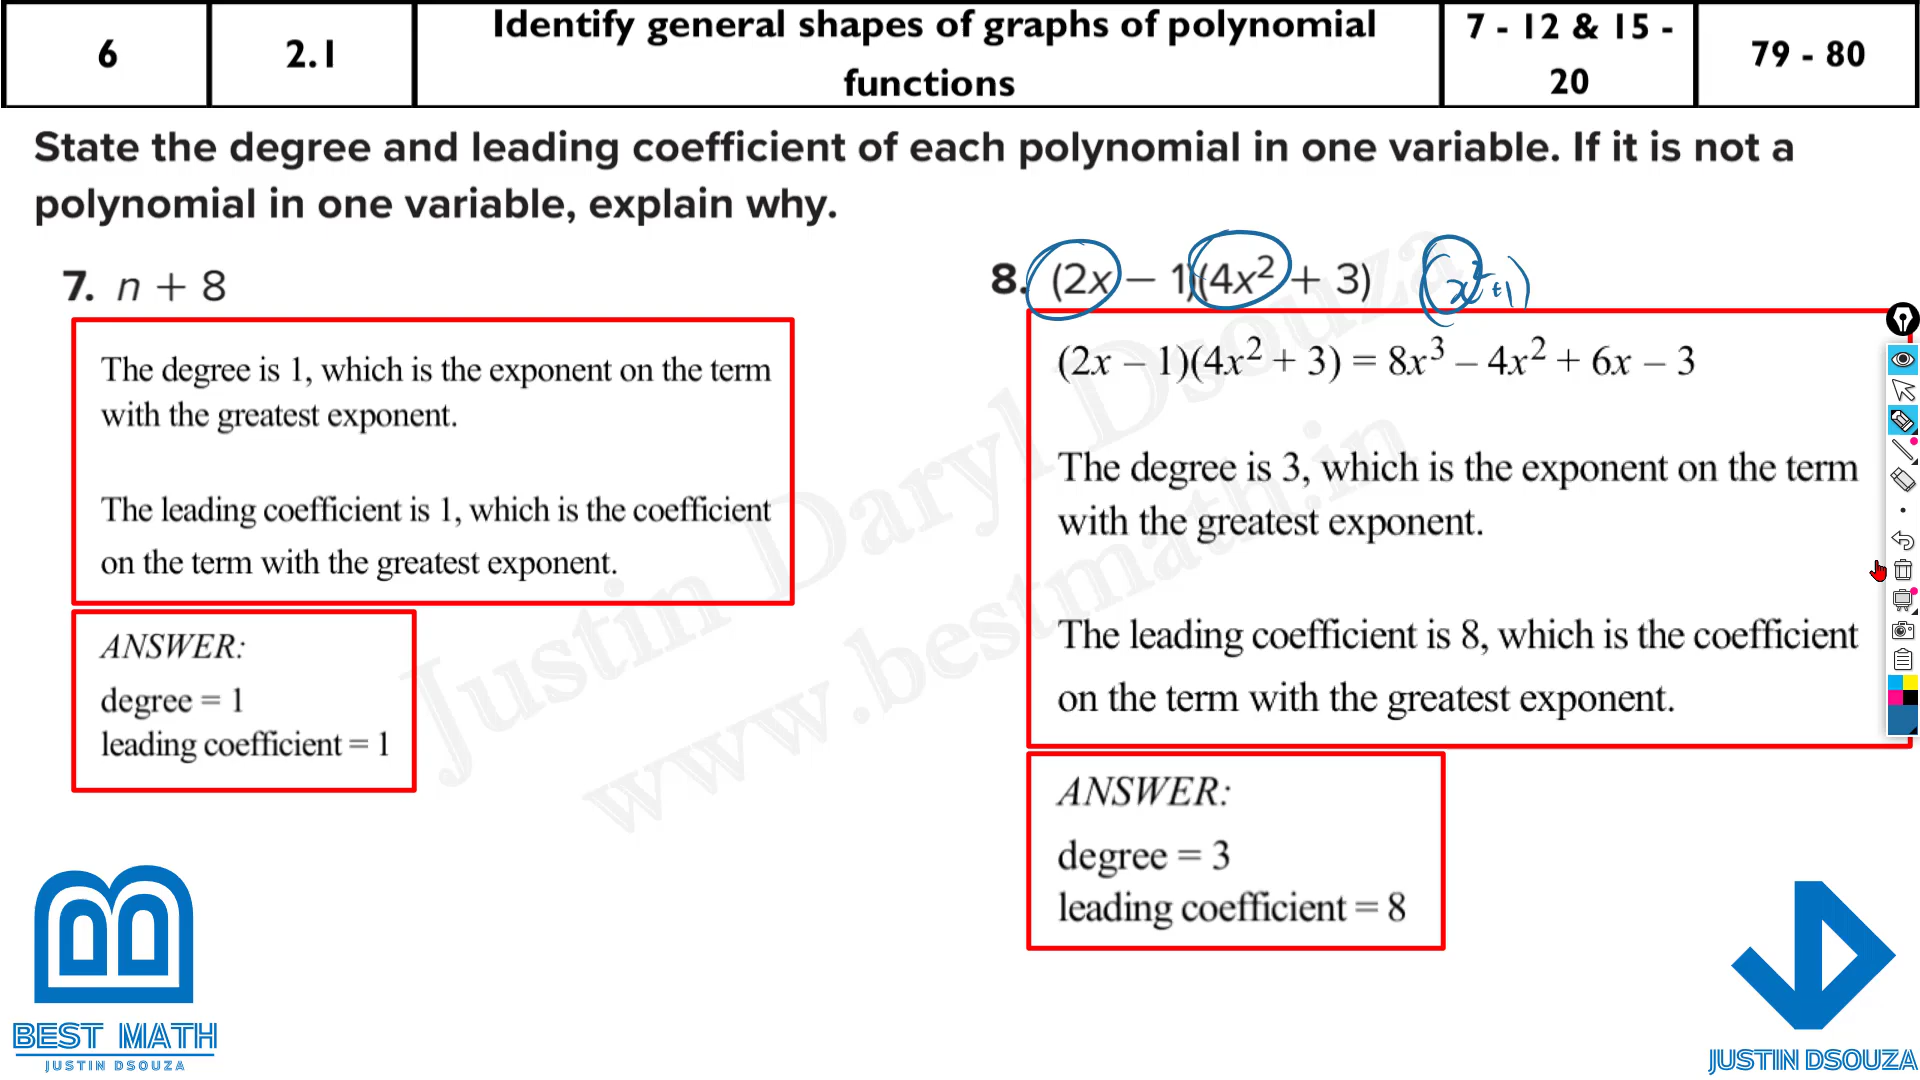 6
2.1
Identify general shapes of graphs of polynomial
functions
7 - 12 & 15 -
20
79 - 80
State the degree and leading coefficient of each polynomial in one variable. If it is not a
polynomial in one variable, explain why.
7. n + 8
The degree is 1, which is the exponent on the term
with the greatest exponent.
The leading coefficient is 1, which is the coefficient
on the term with the greatest exponent.
ANSWER:
degree = 1
leading coefficient = 1
8. (2x – 1)(4x² + 3) (x² + 1)
(2x – 1)(4x² + 3) = 8x³ – 4x² + 6x – 3
The degree is 3, which is the exponent on the term
with the greatest exponent.
The leading coefficient is 8, which is the coefficient
on the term with the greatest exponent.
ANSWER:
degree = 3
leading coefficient = 8
Justin Daryl Dsouza
www.bestmath.in
BEST MATH
JUSTIN DSOUZA
JUSTIN DSOUZA